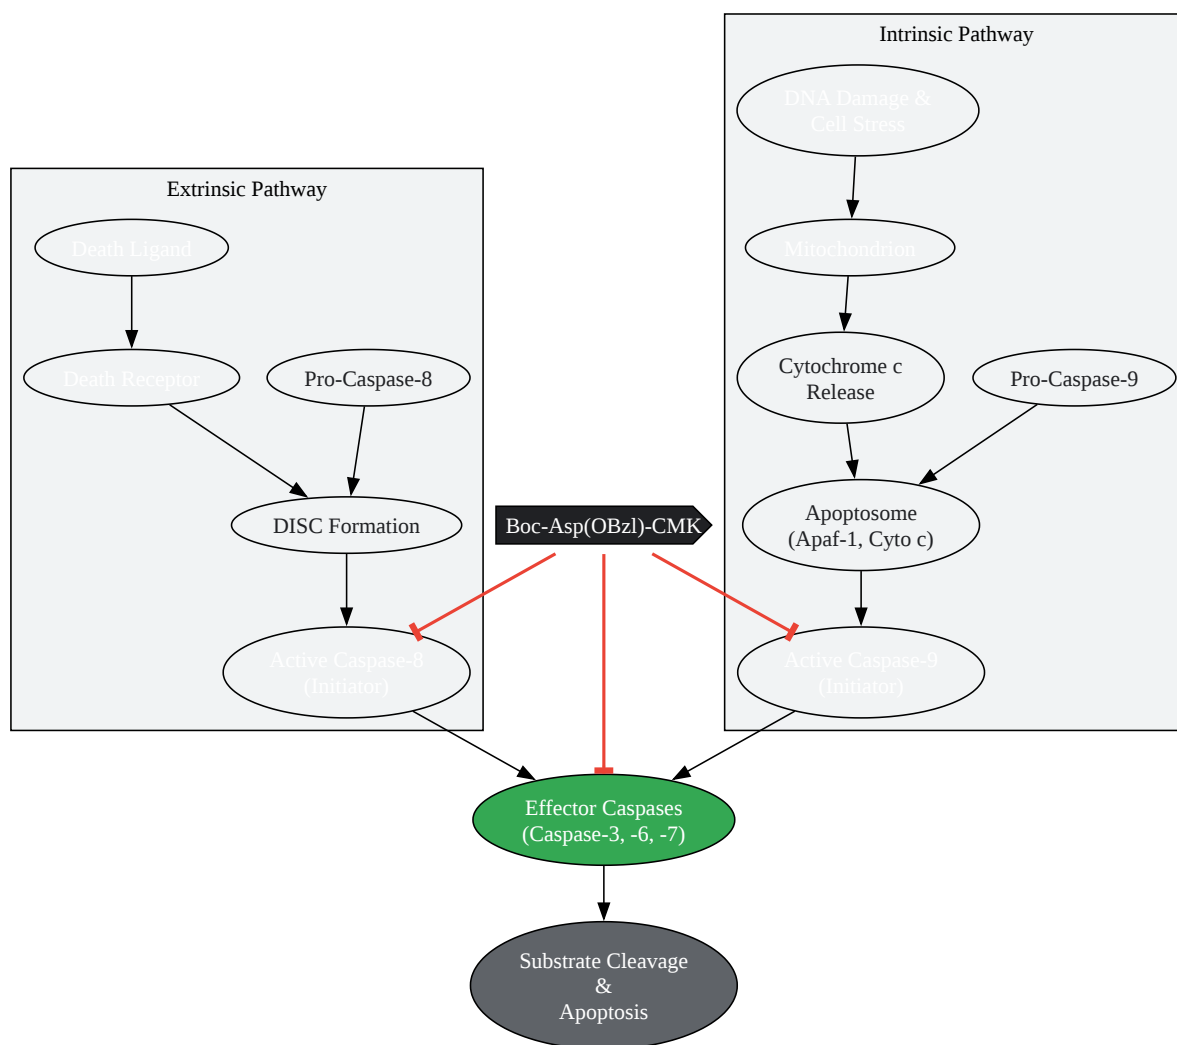 Intrinsic Pathway
DNA Damage &
Cell Stress
Extrinsic Pathway
Death Ligand
Mitochondrion
Death Receptor
Pro-Caspase-8
Cytochrome c
Release
Pro-Caspase-9
DISC Formation
Boc-Asp(OBzl)-CMK
Apoptosome
(Apaf-1, Cyto c)
Active Caspase-8
(Initiator)
Active Caspase-9
(Initiator)
Effector Caspases
(Caspase-3, -6, -7)
Substrate Cleavage
&
Apoptosis